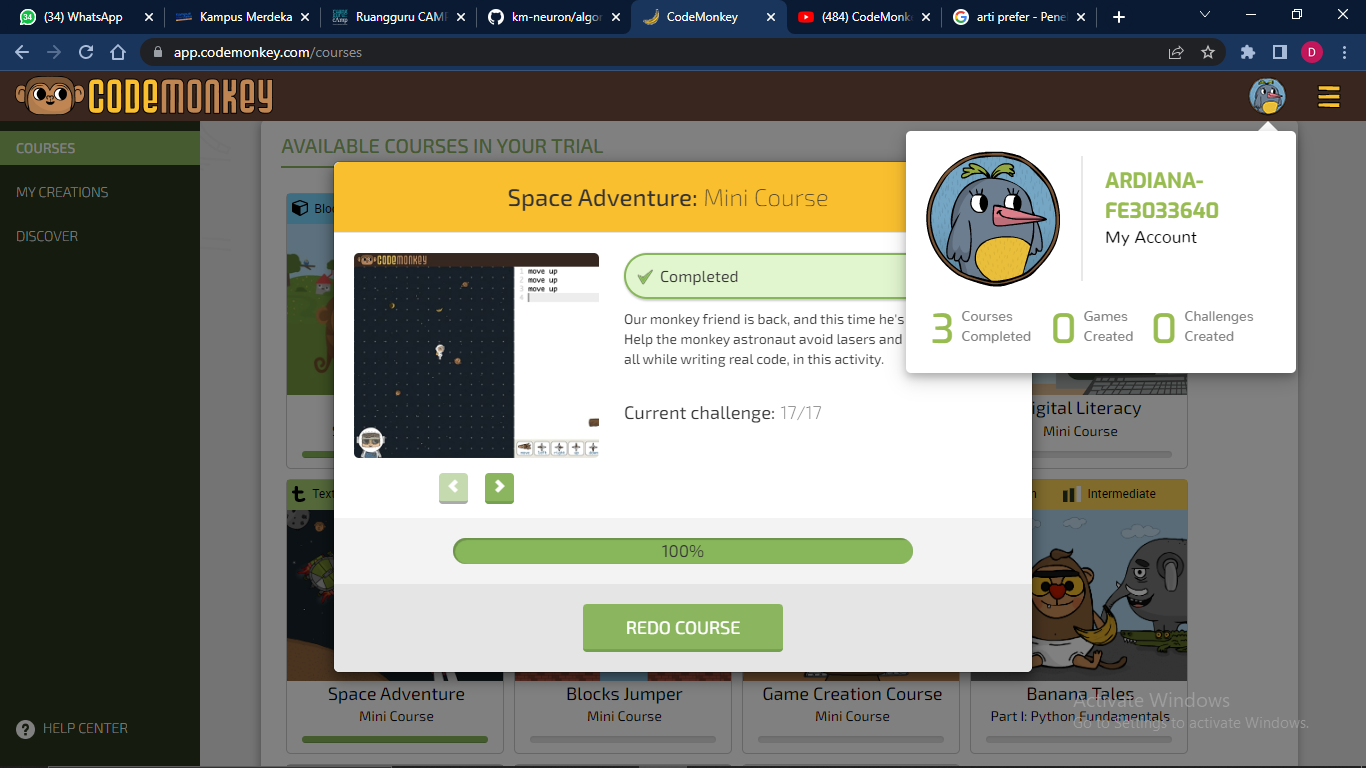 (34) WhatsApp
Kampus Merdeka
Ruangguru CAM
km-neuron/algor
CodeMonkey
(484) CodeMonk
arti prefer - Pene
app.codemonkey.com/courses
D
CODEMONKEY
COURSES
MY CREATIONS
DISCOVER
HELP CENTER
AVAILABLE COURSES IN YOUR TRIAL
Bloc
Space Adventure: Mini Course
CODEMONKEY
1 move up
2 move up
3 move up
4
Completed
Our monkey friend is back, and this time he's
Help the monkey astronaut avoid lasers and
all while writing real code, in this activity.
Current challenge: 17/17
100%
REDO COURSE
ARDIANA-
FE3033640
My Account
3 Courses Completed
0 Games Created
0 Challenges Created
igital Literacy
Mini Course
t Text
n Intermediate
Space Adventure
Mini Course
Blocks Jumper
Mini Course
Game Creation Course
Mini Course
Banana Tales
Part I: Python Fundamentals
Activate Windows
Go to Settings to activate Windows.